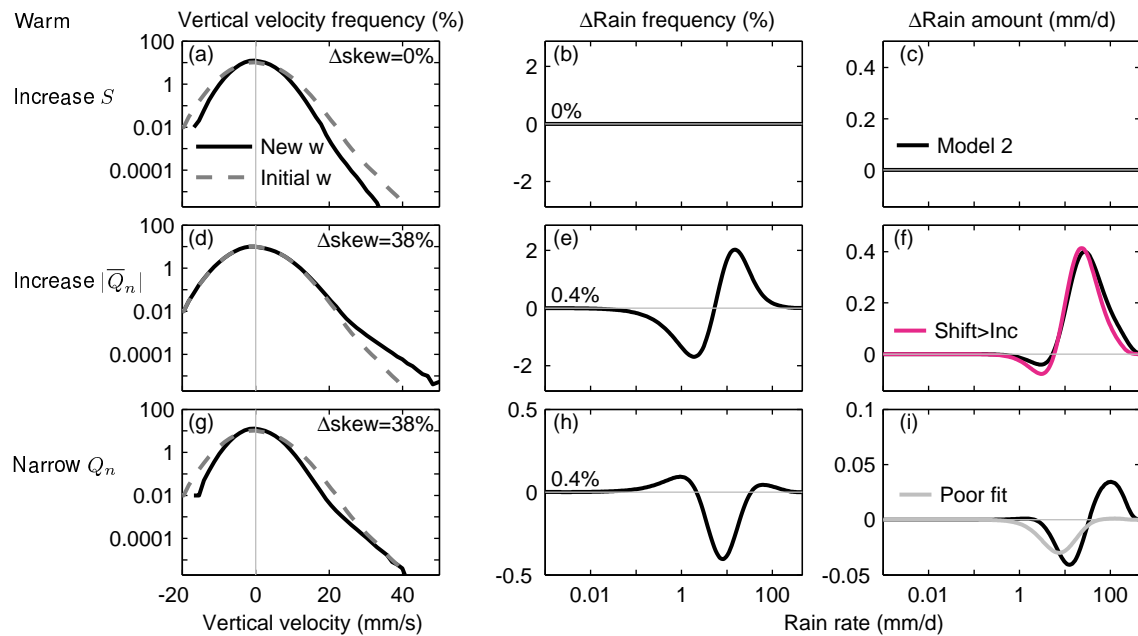 Warm
Vertical velocity frequency (%)
ΔRain frequency (%)
ΔRain amount (mm/d)
Increase S
100
1
0.01
0.0001
(a)
Δskew=0%
New w
Initial w
2
0
-2
(b)
0%
0.4
0.2
0
(c)
Model 2
Increase |Q̅n|
100
1
0.01
0.0001
(d)
Δskew=38%
2
0
-2
(e)
0.4%
0.4
0.2
0
(f)
Shift>Inc
Narrow Qn
100
1
0.01
0.0001
(g)
Δskew=38%
-20 0 20 40
Vertical velocity (mm/s)
0.5
0
-0.5
(h)
0.4%
0.01 1 100
0.1
0.05
0
-0.05
(i)
Poor fit
0.01 1 100
Rain rate (mm/d)